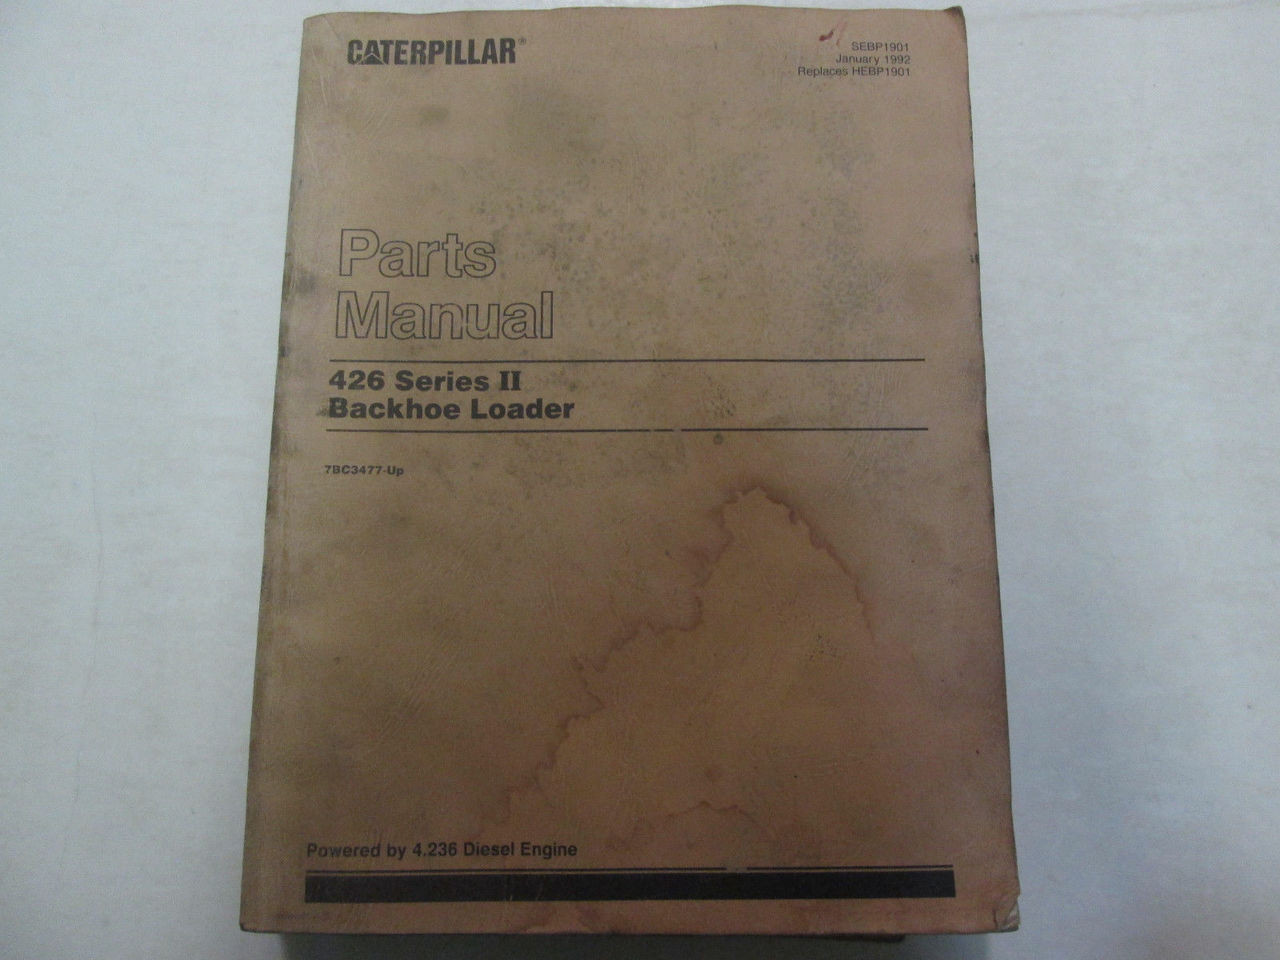 CATERPILLAR®
SEBP1901
January 1992
Replaces HEBP1901
Parts
Manual
426 Series II
Backhoe Loader
7BC3477-Up
Powered by 4.236 Diesel Engine